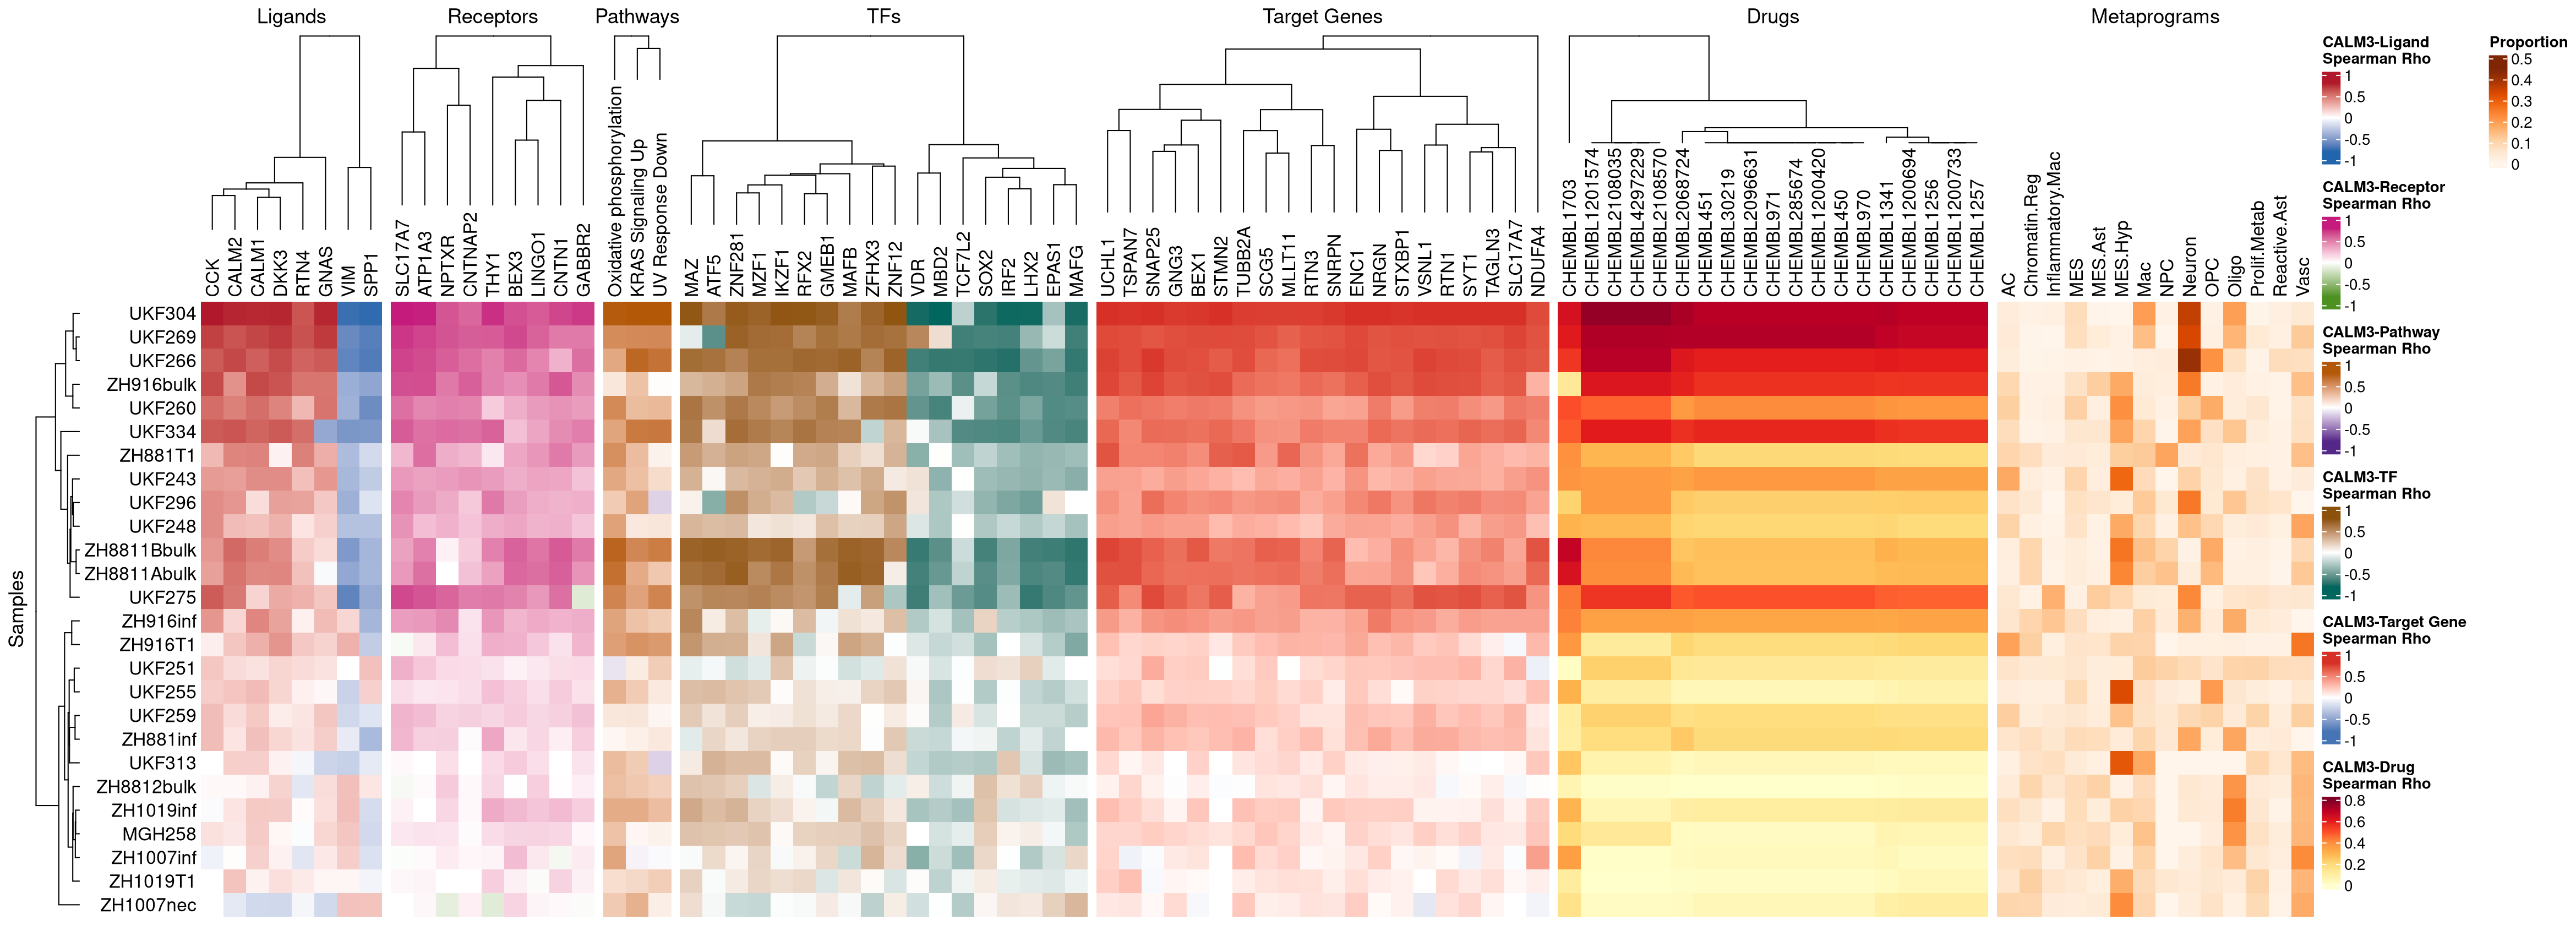 Ligands
Receptors
Pathways
TFs
Target Genes
Drugs
Metaprograms
CCK
CALM2
CALM1
DKK3
RTN4
GNAS
VIM
SPP1
SLC17A7
ATP1A3
NPTXR
CNTNAP2
THY1
BEX3
LINGO1
CNTN1
GABBR2
Oxidative phosphorylation
KRAS Signaling Up
UV Response Down
MAZ
ATF5
ZNF281
MZF1
IKZF1
RFX2
GMEB1
MAFB
ZFHX3
ZNF12
VDR
MBD2
TCF7L2
SOX2
IRF2
LHX2
EPAS1
MAFG
UCHL1
TSPAN7
SNAP25
GNG3
BEX1
STMN2
TUBB2A
SCG5
MLLT11
RTN3
SNRPN
ENC1
NRGN
STXBP1
VSNL1
RTN1
SYT1
TAGLN3
SLC17A7
NDUFA4
CHEMBL1703
CHEMBL1201574
CHEMBL2108035
CHEMBL4297229
CHEMBL2108570
CHEMBL2068724
CHEMBL451
CHEMBL30219
CHEMBL2096631
CHEMBL971
CHEMBL285674
CHEMBL1200420
CHEMBL450
CHEMBL970
CHEMBL1341
CHEMBL1200694
CHEMBL1256
CHEMBL1200733
CHEMBL1257
AC
Chromatin.Reg
Inflammatory.Mac
MES
MES.Ast
MES.Hyp
Mac
NPC
Neuron
OPC
Oligo
Prolif.Metab
Reactive.Ast
Vasc
Samples
UKF304
UKF269
UKF266
ZH916bulk
UKF260
UKF334
ZH881T1
UKF243
UKF296
UKF248
ZH8811Bbulk
ZH8811Abulk
UKF275
ZH916inf
ZH916T1
UKF251
UKF255
UKF259
ZH881inf
UKF313
ZH8812bulk
ZH1019inf
MGH258
ZH1007inf
ZH1019T1
ZH1007nec
CALM3-Ligand
Spearman Rho
1
0.5
0
-0.5
-1
CALM3-Receptor
Spearman Rho
1
0.5
0
-0.5
-1
CALM3-Pathway
Spearman Rho
1
0.5
0
-0.5
-1
CALM3-TF
Spearman Rho
1
0.5
0
-0.5
-1
CALM3-Target Gene
Spearman Rho
1
0.5
0
-0.5
-1
CALM3-Drug
Spearman Rho
0.8
0.6
0.4
0.2
0
Proportion
0.5
0.4
0.3
0.2
0.1
0